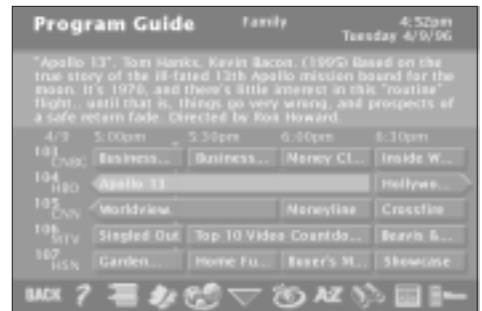 Program Guide Family 4:52pm
Tuesday 4/9/96
"Apollo 13". Tom Hanks, Kevin Bacon. (1995) Based on the
true story of the ill-fated 13th Apollo mission bound for the
moon. It's 1970, and there's little interest in this "routine"
flight.. until that is, things go very wrong, and prospects of
a safe return fade. Directed by Ron Howard.
4/9 5:00pm 5:30pm 6:00pm 6:30pm
103 CNBC Business... Business... Money Cl... Inside W...
104 HBO Apollo 13 Hollywo...
105 CNN Worldview Moneyline Crossfire
106 MTV Singled Out Top 10 Video Countdo... Beavis &...
107 HSN Garden... Home Fu... Buyer's M... Showcase
BACK ? A-Z